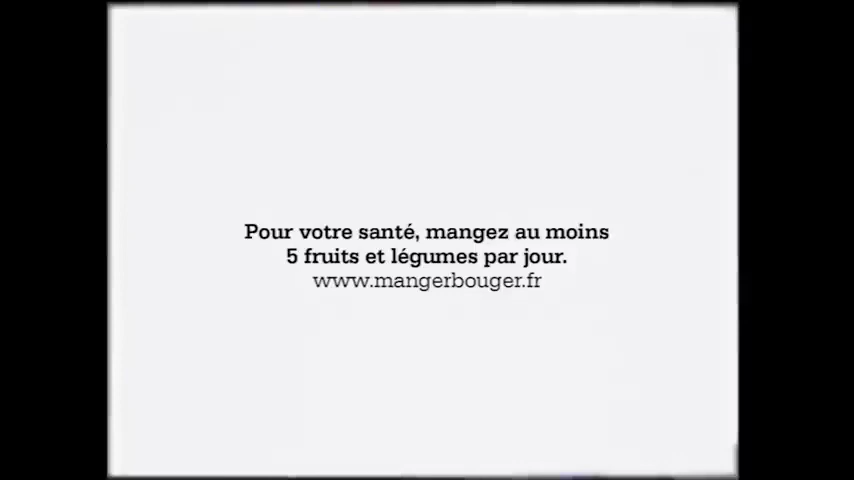 Pour votre santé, mangez au moins
5 fruits et légumes par jour.
www.mangerbouger.fr